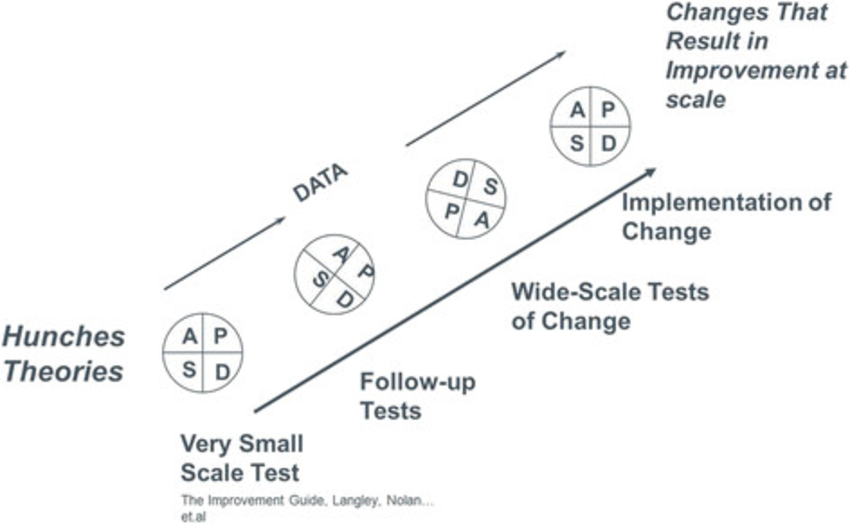 Changes That
Result in
Improvement at
scale
A P
S D
DATA
D S
P A
Implementation of
Change
A P
S D
Wide-Scale Tests
of Change
Hunches
Theories
A P
S D
Follow-up
Tests
Very Small
Scale Test
The Improvement Guide, Langley, Nolan...
et.al